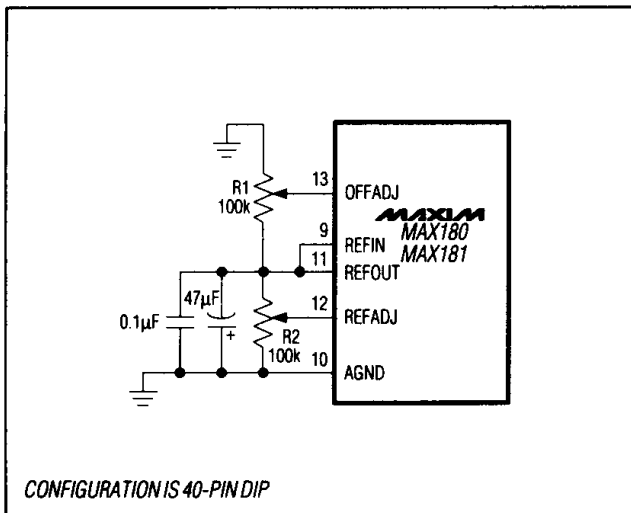 R1
100k
13
OFFADJ
MAXIM
MAX180
MAX181
9
REFIN
11
REFOUT
0.1µF
47µF
+
12
REFADJ
R2
100k
10
AGND
CONFIGURATION IS 40-PIN DIP